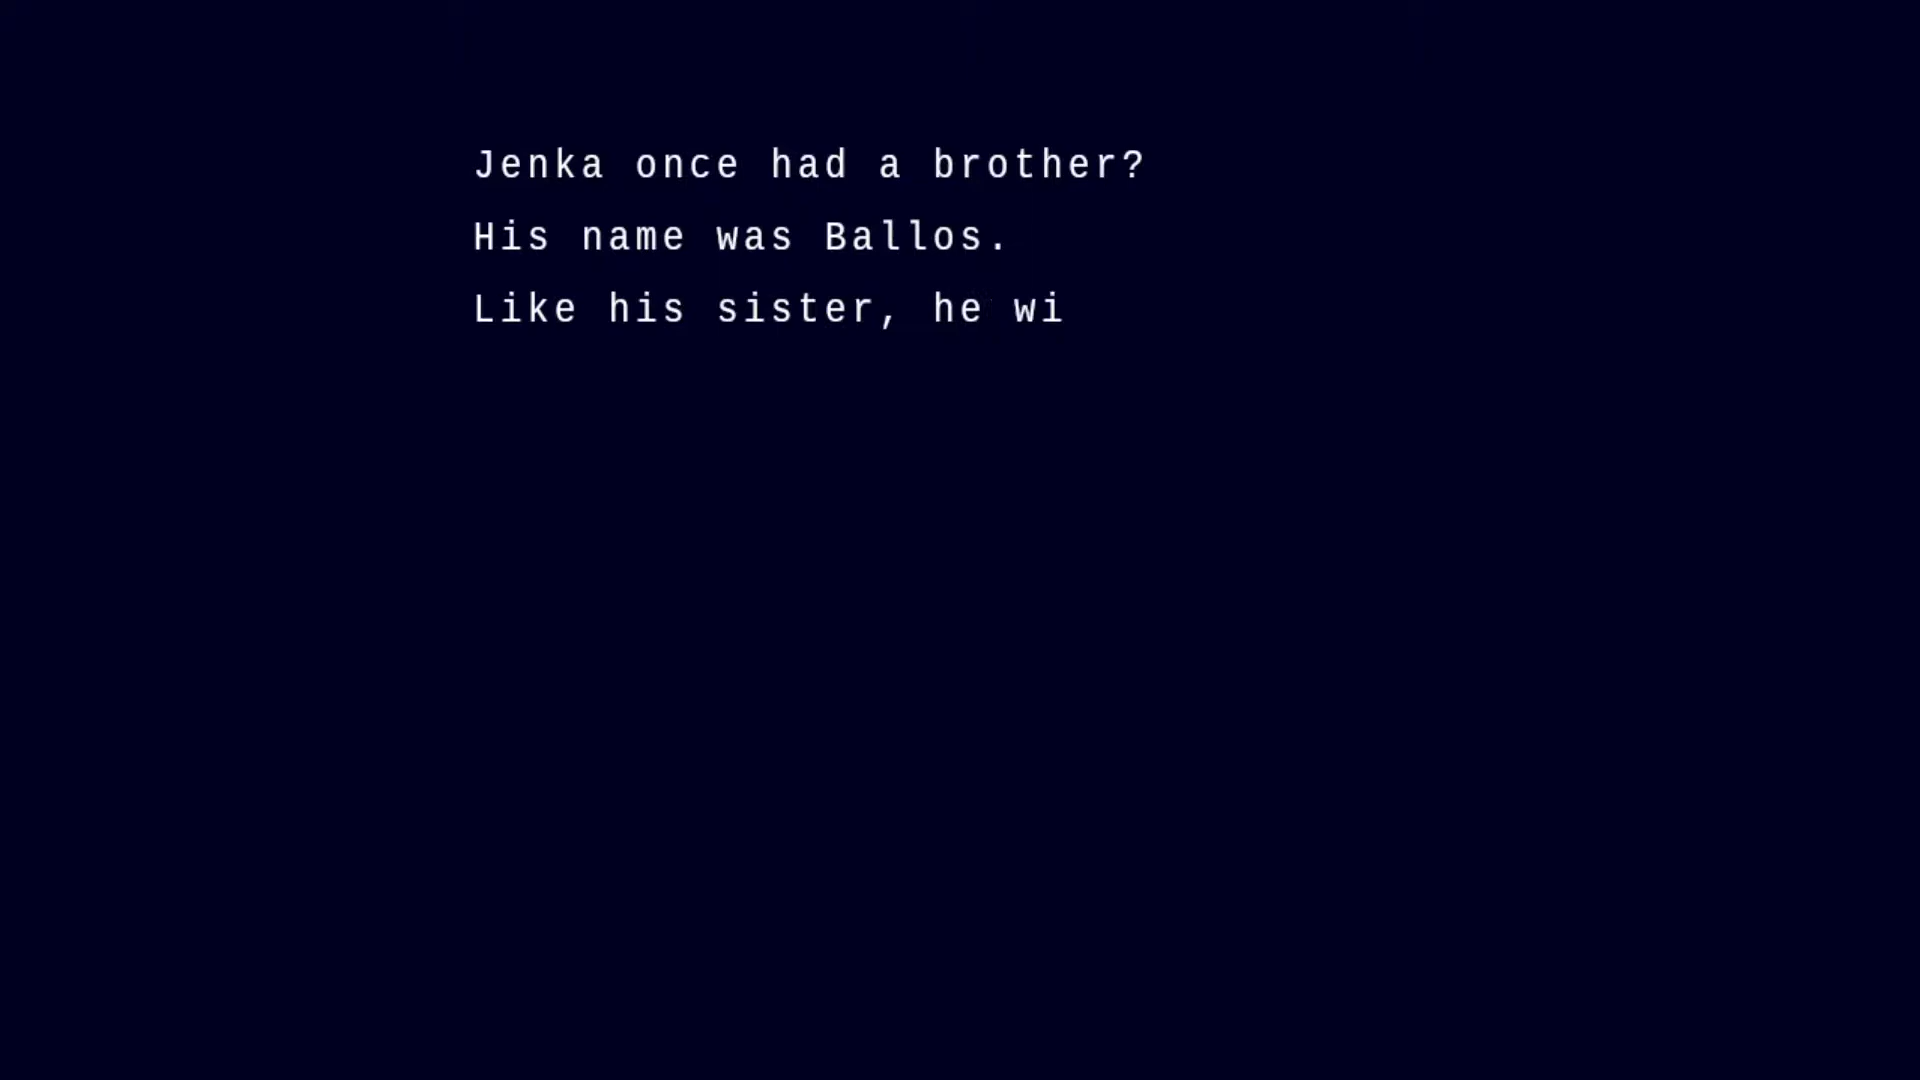 Jenka once had a brother?
His name was Ballos.
Like his sister, he wi